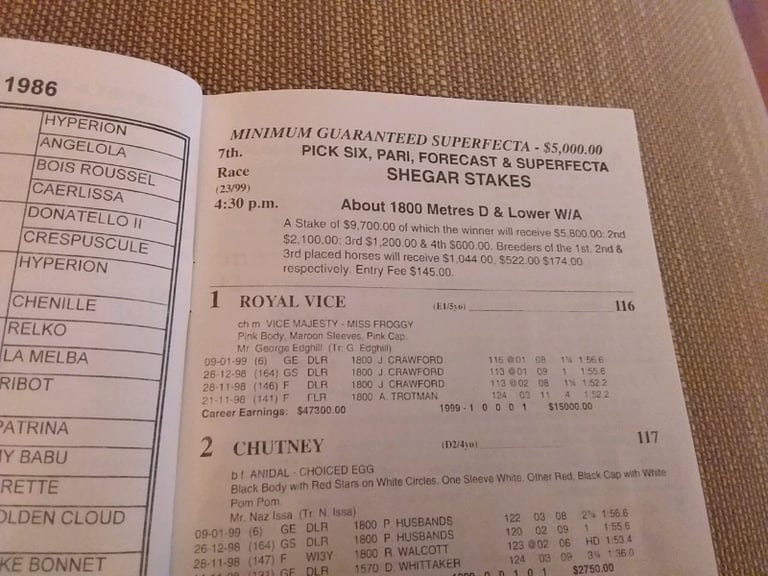 1986
HYPERION
ANGELOLA
BOIS ROUSSEL
CAERLISSA
DONATELLO II
CRESPUSCULE
HYPERION
CHENILLE
RELKO
LA MELBA
RIBOT
PATRINA
MY BABU
RETTE
OLDEN CLOUD
KE BONNET
MINIMUM GUARANTEED SUPERFECTA - $5,000.00
7th. PICK SIX, PARI, FORECAST & SUPERFECTA
Race SHEGAR STAKES
(23/99)
4:30 p.m. About 1800 Metres D & Lower W/A
A Stake of $9,700.00 of which the winner will receive $5,800.00: 2nd
$2,100.00: 3rd $1,200.00 & 4th $600.00. Breeders of the 1st, 2nd &
3rd placed horses will receive $1,044.00, $522.00 $174.00
respectively. Entry Fee $145.00.
1 ROYAL VICE (E1/5yo) 116
ch m VICE MAJESTY - MISS FROGGY
Pink Body, Maroon Sleeves, Pink Cap.
Mr. George Edghill (Tr. G. Edghill)
09-01-99 (6) GE DLR 1800 J. CRAWFORD 116 @01 08 1¼ 1:56.6
26-12-98 (164) GS DLR 1800 J. CRAWFORD 113 @01 09 1 1:55.6
28-11-98 (146) F DLR 1800 J. CRAWFORD 113 @02 08 1:52.2
21-11-98 (141) F FLR 1800 A. TROTMAN 124 03 11 4 1:52.2
Career Earnings: $47300.00 1999 - 1 0 0 0 1 $15000.00
2 CHUTNEY (D2/4yo) 117
b f ANIDAL - CHOICED EGG
Black Body with Red Stars on White Circles. One Sleeve White. Other Red, Black Cap with White
Pom Pom.
Mr. Naz Issa (Tr. N. Issa)
09-01-99 (6) GE DLR 1800 P HUSBANDS 122 03 08 2¾ 1:56.6
26-12-98 (164) GS DLR 1800 P HUSBANDS 120 02 09 1 1:55.6
28-11-98 (147) F WI3Y 1800 R. WALCOTT 123 @02 06 HD 1:53.4
(131) GF DLR 1570 D. WHITTAKER 124 03 09 1:36.0
0 0 1 0 1 $2750.00